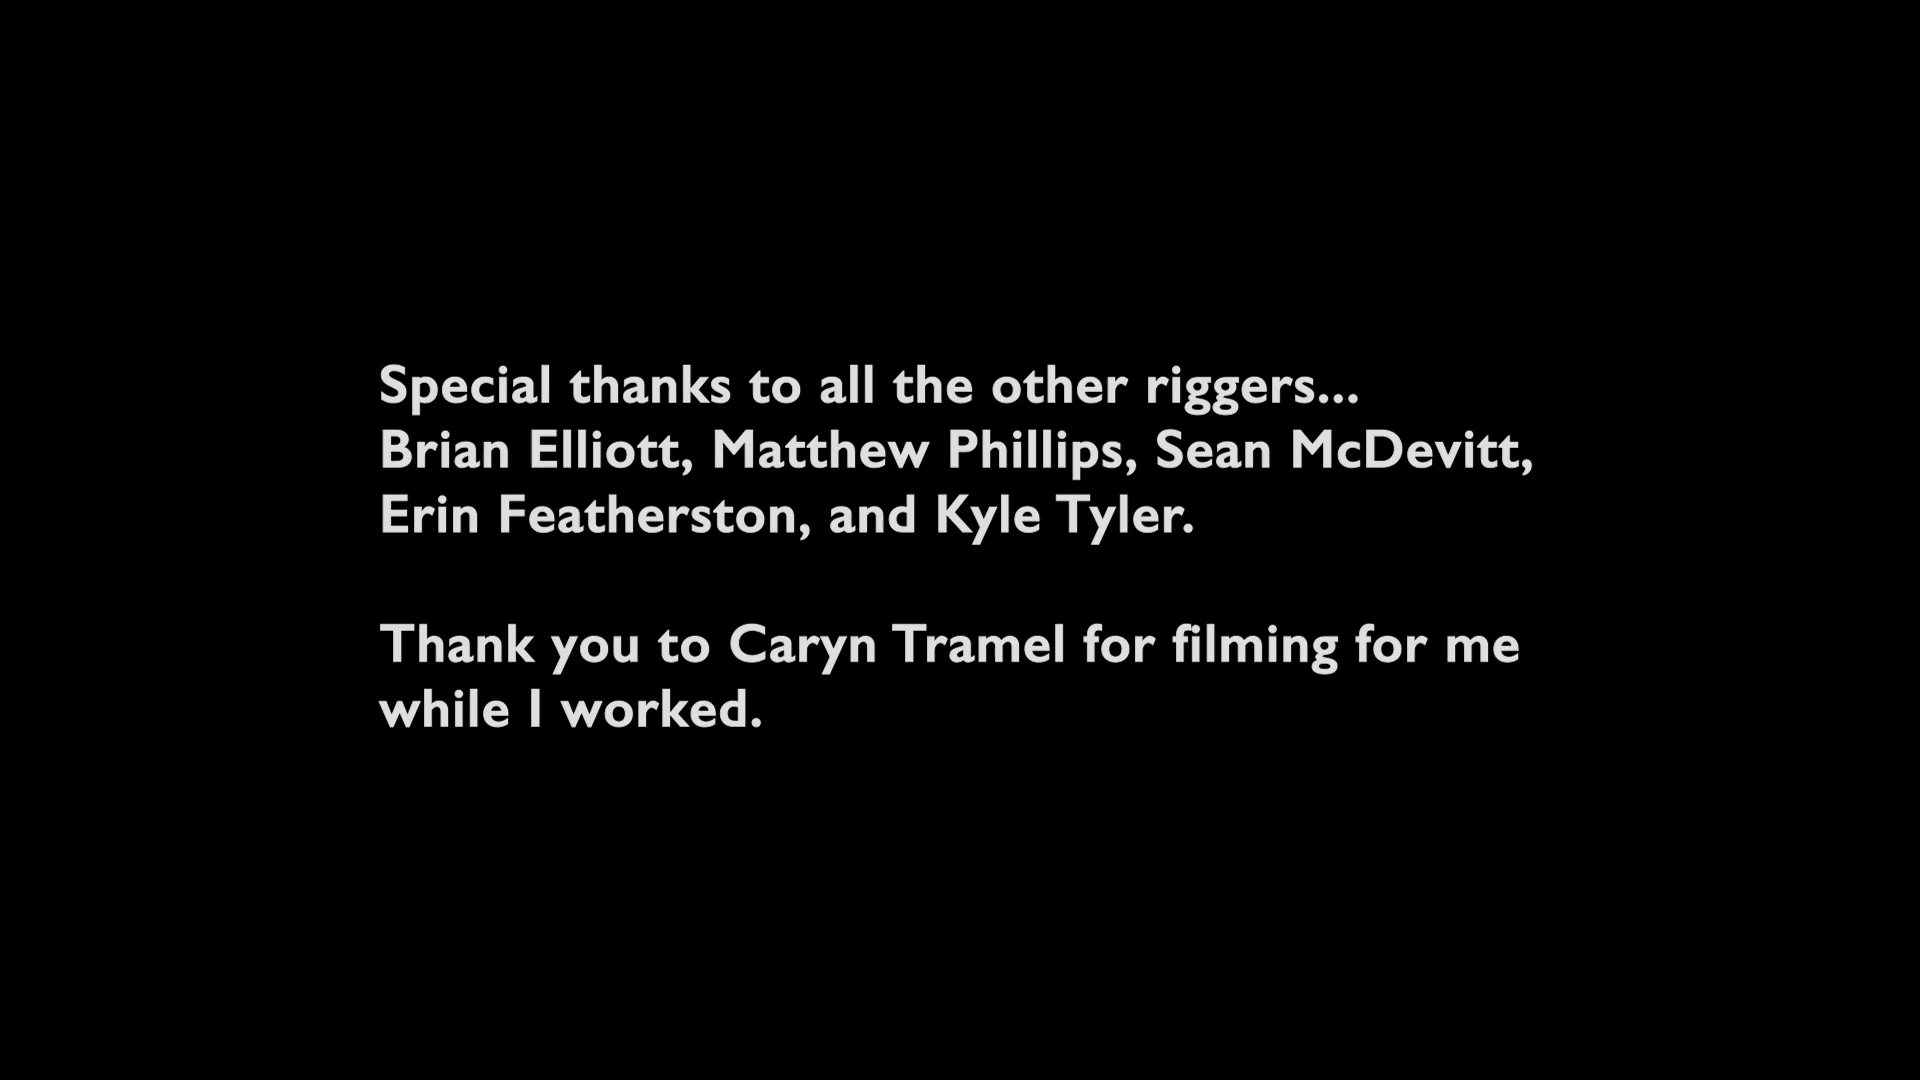 Special thanks to all the other riggers...
Brian Elliott, Matthew Phillips, Sean McDevitt,
Erin Featherston, and Kyle Tyler.
Thank you to Caryn Tramel for filming for me
while I worked.